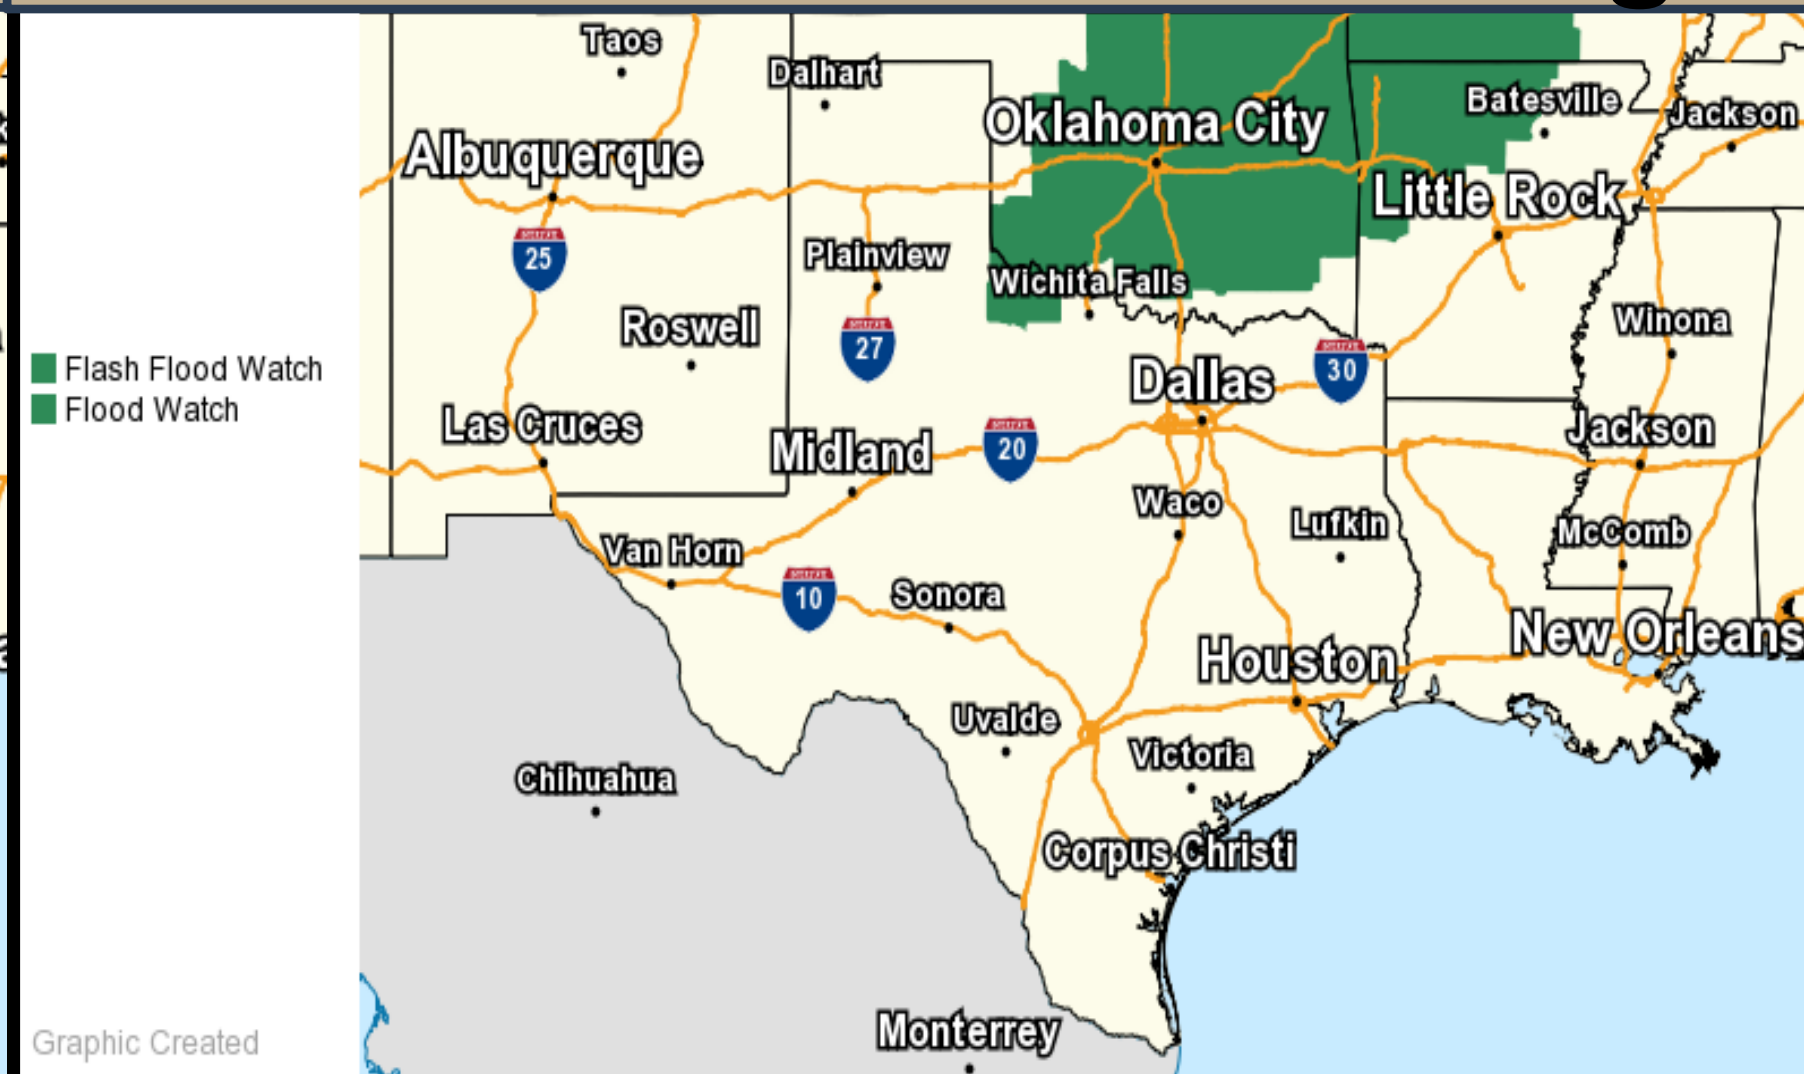 Taos
Dalhart
Batesville
Jackson
Oklahoma City
Albuquerque
Little Rock
25
Plainview
Wichita Falls
Roswell
27
Winona
Flash Flood Watch
Flood Watch
Dallas
30
Las Cruces
Midland
20
Jackson
Waco
Lufkin
McComb
Van Horn
10
Sonora
New Orleans
Houston
Uvalde
Victoria
Chihuahua
Corpus Christi
Monterrey
Graphic Created